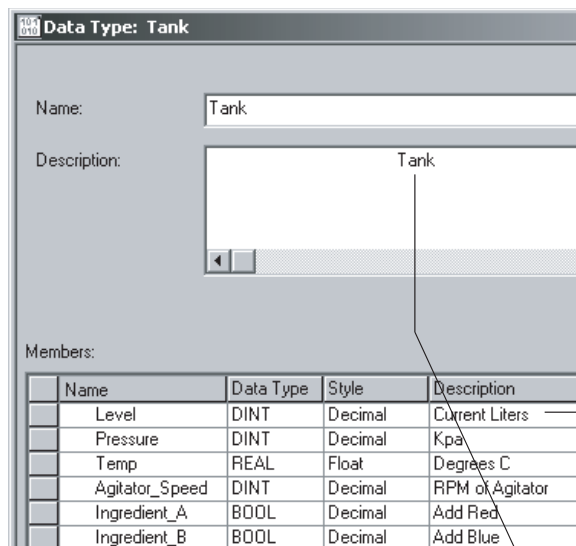 101
010 Data Type: Tank
Name: Tank
Description: Tank
Members:
Name Data Type Style Description
Level DINT Decimal Current Liters
Pressure DINT Decimal Kpa
Temp REAL Float Degrees C
Agitator_Speed DINT Decimal RPM of Agitator
Ingredient_A BOOL Decimal Add Red
Ingredient_B BOOL Decimal Add Blue